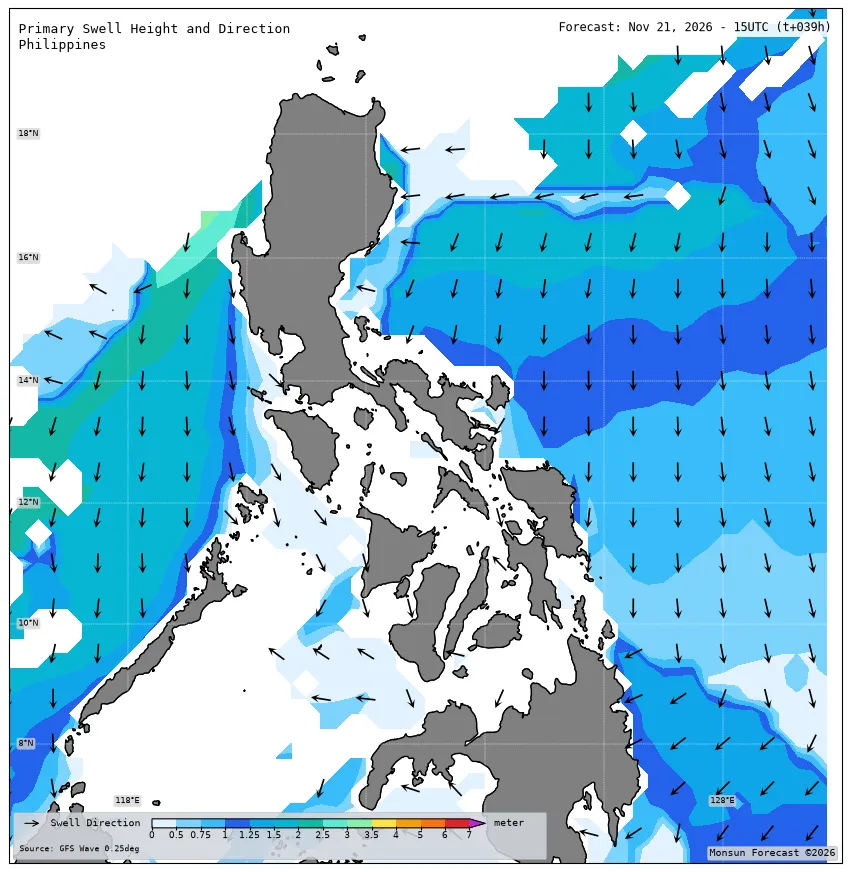 Primary Swell Height and Direction
Philippines
Forecast: Nov 21, 2026 - 15UTC (t+039h)
18°N
16°N
14°N
12°N
10°N
8°N
118°E
128°E
Swell Direction
0 0.5 0.75 1 1.25 1.5 2 2.5 3 3.5 4 5 6 7
meter
Source: GFS Wave 0.25deg
Monsun Forecast ©2026